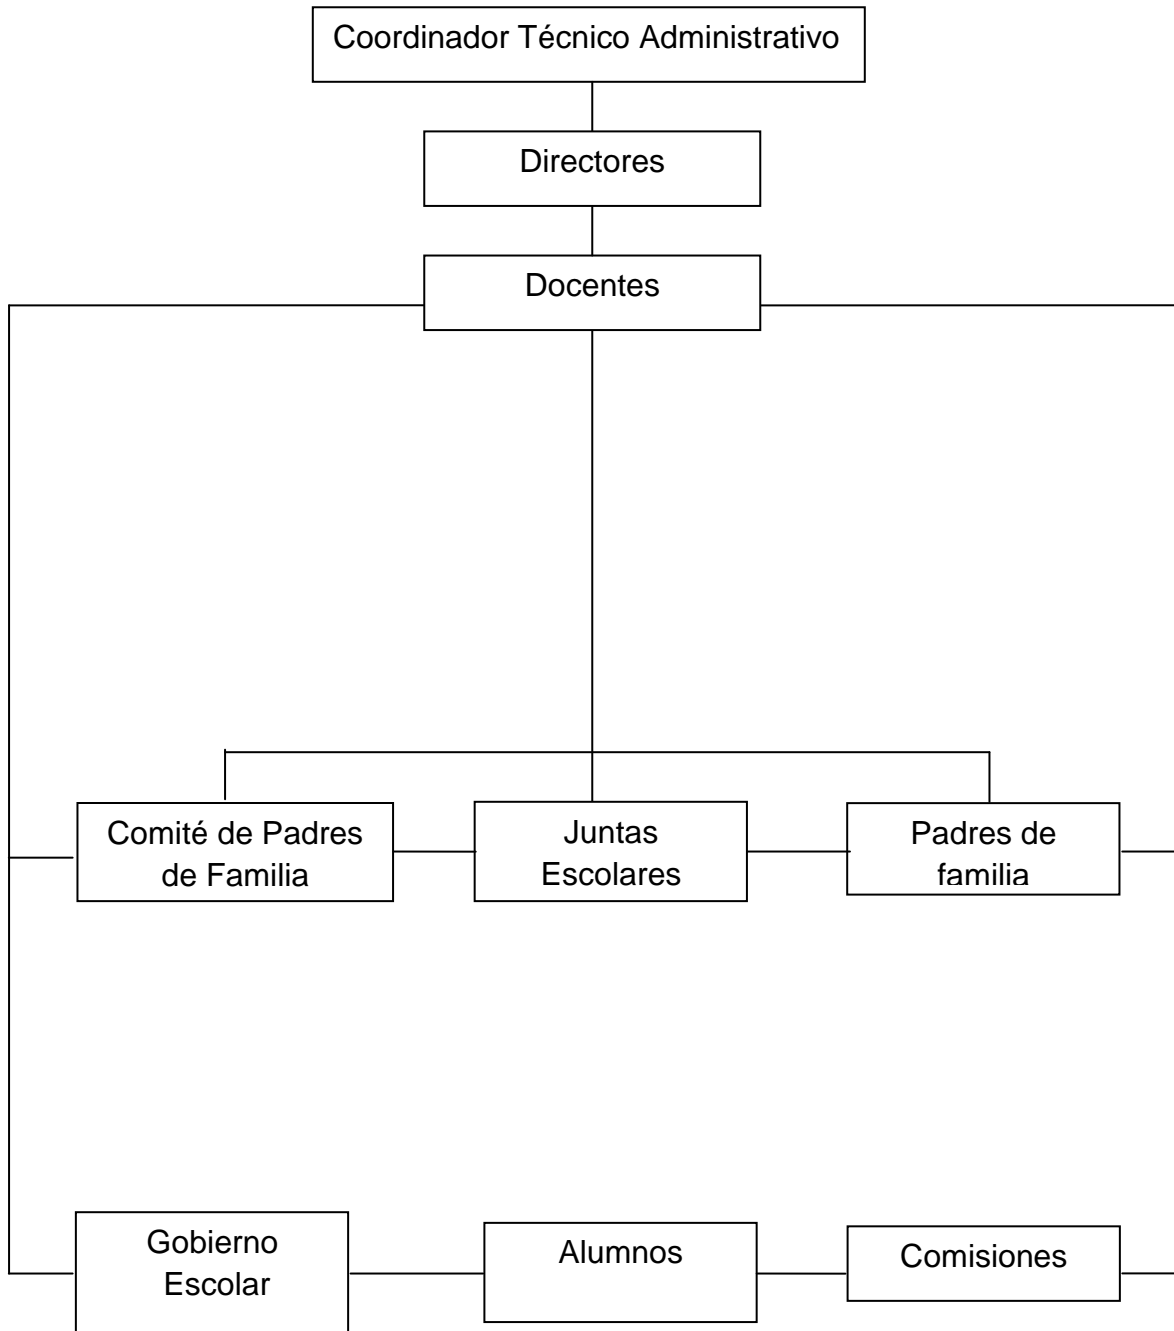 Coordinador Técnico Administrativo
Directores
Docentes
Comité de Padres
de Familia
Juntas
Escolares
Padres de
familia
Gobierno
Escolar
Alumnos
Comisiones